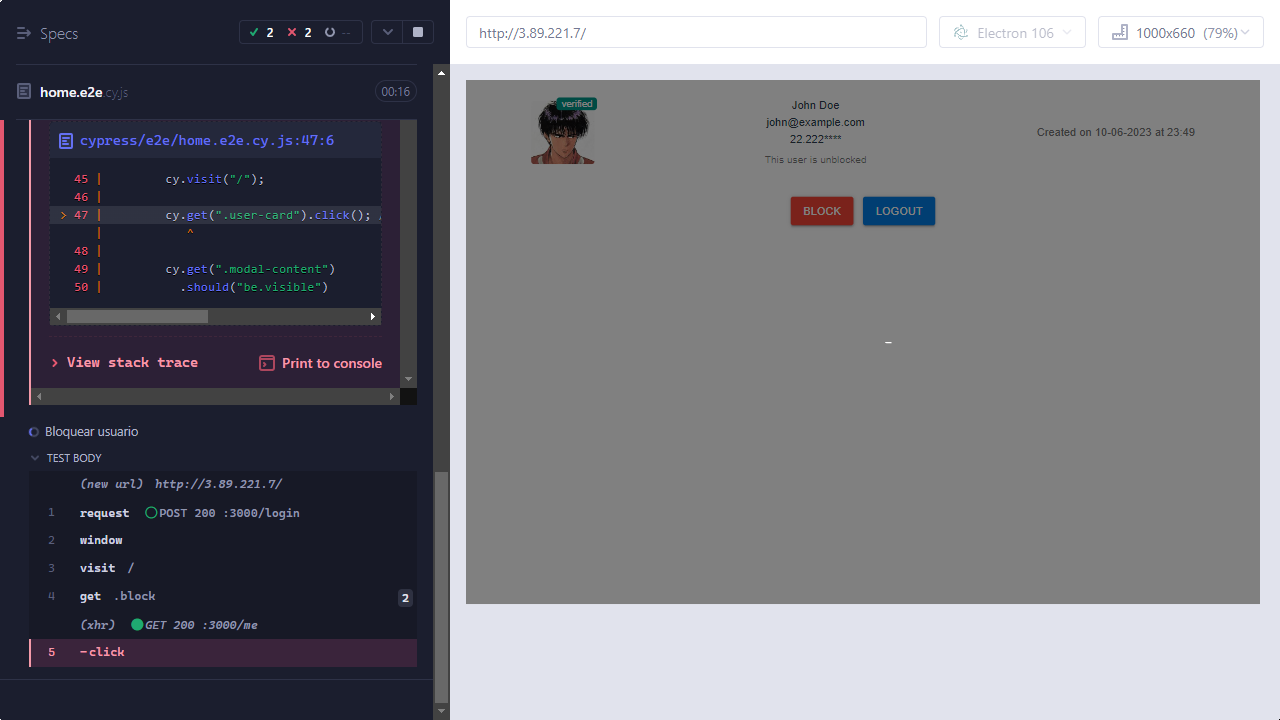 Specs
2
2
--
home.e2e.cy.js
00:16
cypress/e2e/home.e2e.cy.js:47:6
45 | cy.visit("/");
46 |
> 47 | cy.get(".user-card").click(); /
| ^
48 |
49 | cy.get(".modal-content")
50 | .should("be.visible")
> View stack trace
Print to console
Bloquear usuario
TEST BODY
(new url) http://3.89.221.7/
1 request POST 200 :3000/login
2 window
3 visit /
4 get .block 2
(xhr) GET 200 :3000/me
5 -click
http://3.89.221.7/
Electron 106
1000x660 (79%)
verified
John Doe
john@example.com
22.222****
This user is unblocked
Created on 10-06-2023 at 23:49
BLOCK
LOGOUT